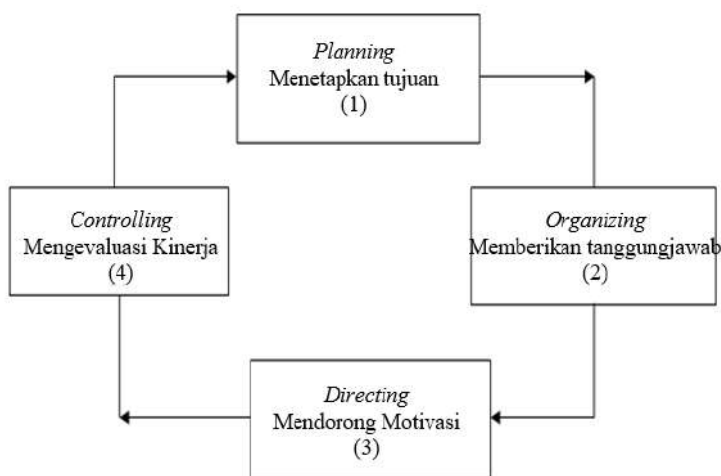 Planning
Menetapkan tujuan
(1)
Organizing
Memberikan tanggungjawab
(2)
Directing
Mendorong Motivasi
(3)
Controlling
Mengevaluasi Kinerja
(4)